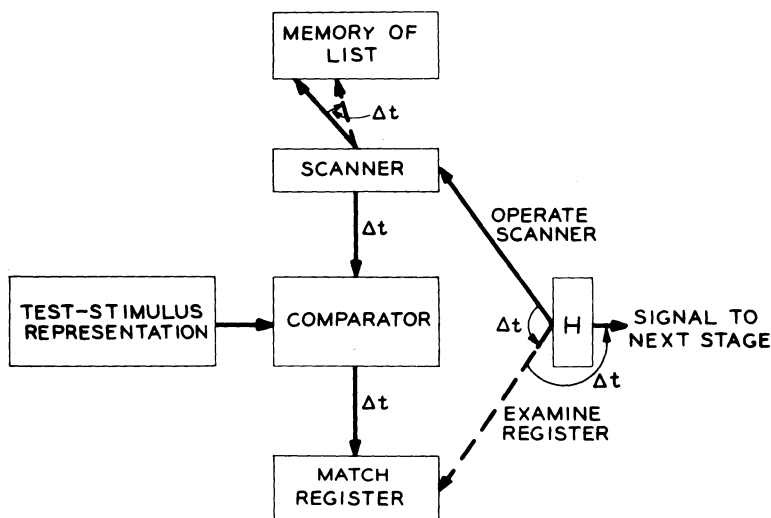 MEMORY OF
LIST
Δt
SCANNER
OPERATE
SCANNER
Δt
TEST-STIMULUS
REPRESENTATION
COMPARATOR
Δt
H
SIGNAL TO
NEXT STAGE
Δt
Δt
EXAMINE
REGISTER
MATCH
REGISTER